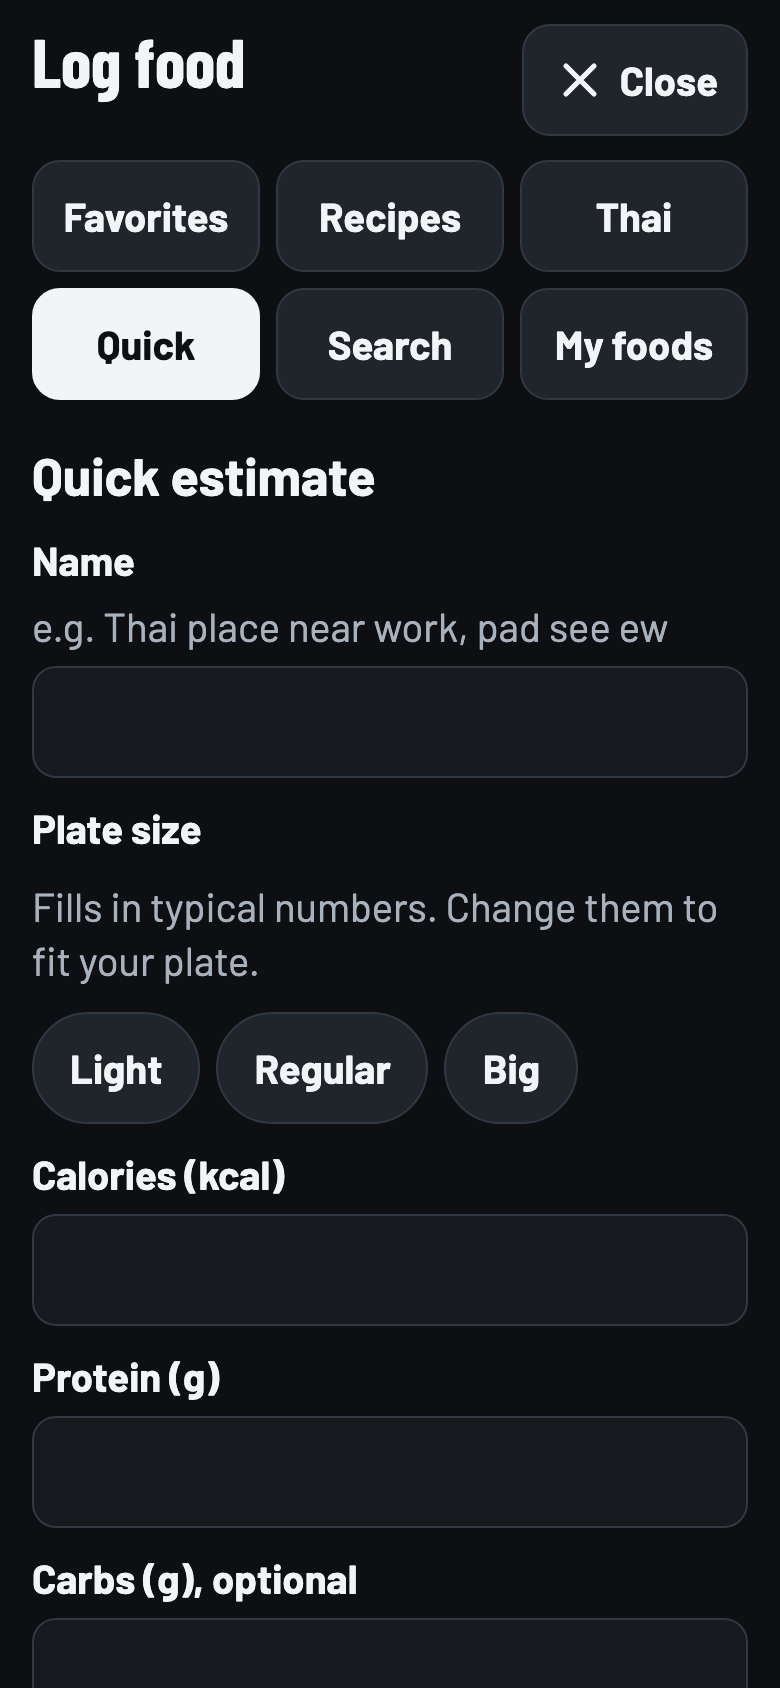 Log food
Close
Favorites
Recipes
Thai
Quick
Search
My foods
Quick estimate
Name
e.g. Thai place near work, pad see ew
Plate size
Fills in typical numbers. Change them to
fit your plate.
Light
Regular
Big
Calories (kcal)
Protein (g)
Carbs (g), optional